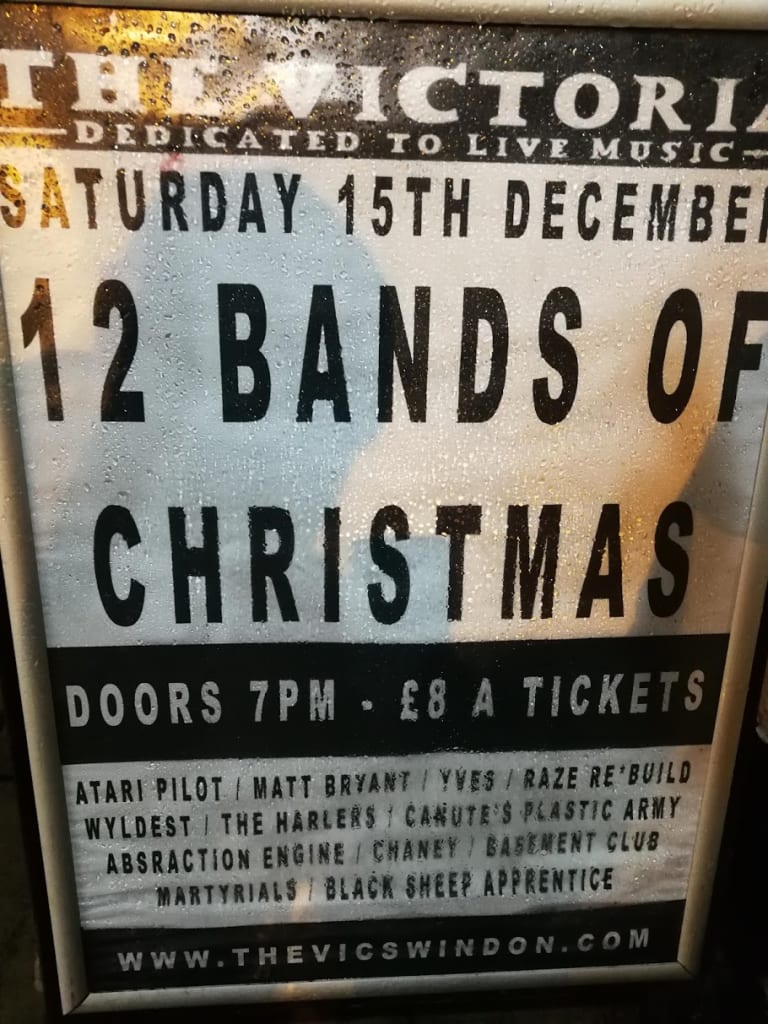 THE VICTORIA
DEDICATED TO LIVE MUSIC
SATURDAY 15TH DECEMBER
12 BANDS OF
CHRISTMAS
DOORS 7PM - £8 A TICKETS
ATARI PILOT / MATT BRYANT / YVES / RAZE RE*BUILD
WYLDEST / THE HARLERS / CANUTE'S PLASTIC ARMY
ABSRACTION ENGINE / CHANEY / BASEMENT CLUB
MARTYRIALS / BLACK SHEEP APPRENTICE
WWW.THEVICSWINDON.COM